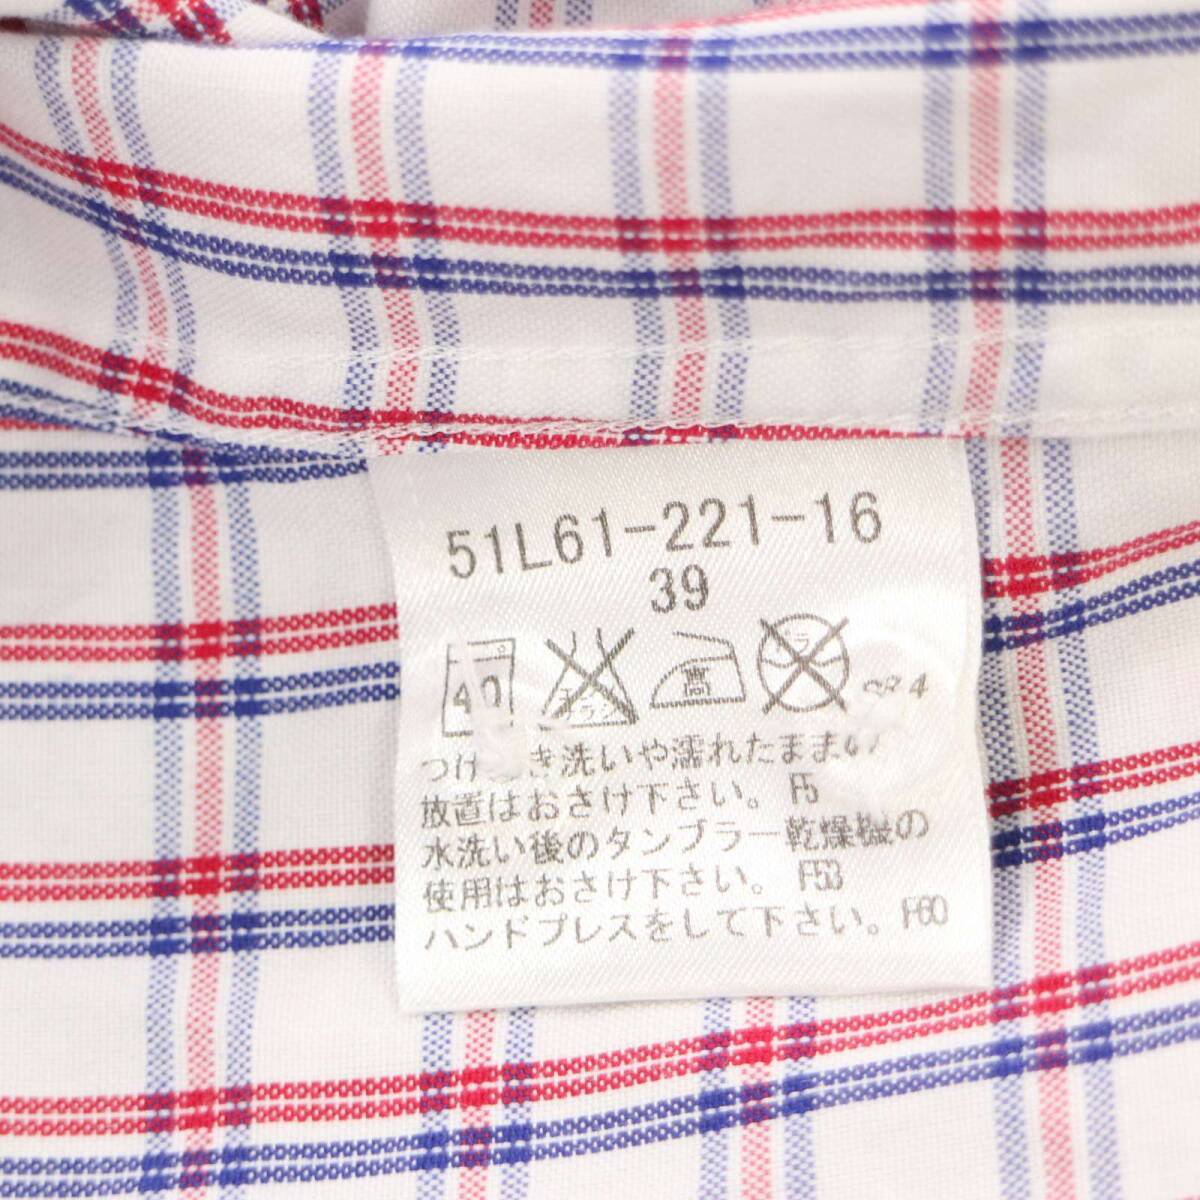 51L61-221-16
39
40 高
つけ き洗いや濡れたままの
放置はおさけ下さい。 F5
水洗い後のタンブラー乾燥機の
使用はおさけ下さい。 F53
ハンドプレスをして下さい。 F60